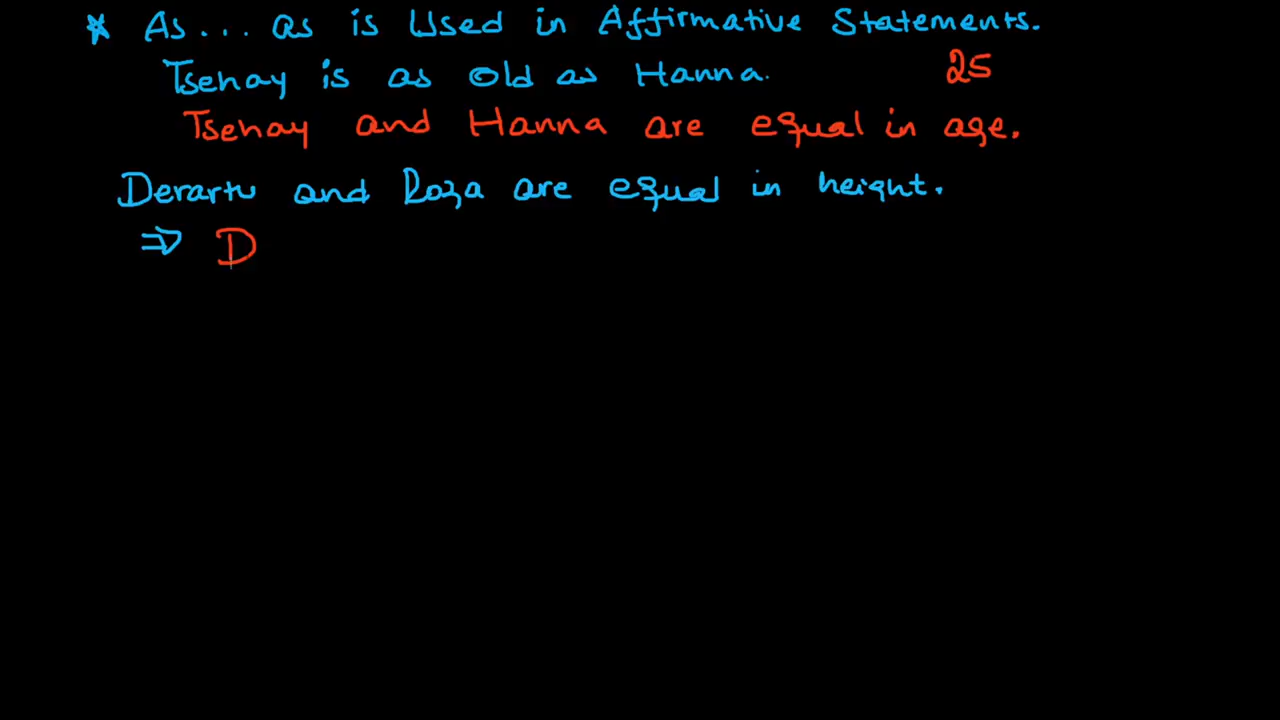 * As... as is Used in Affirmative Statements.
Tsehay is as old as Hanna. 25
Tsehay and Hanna are equal in age.
Derartu and Roza are equal in height.
⇒ D